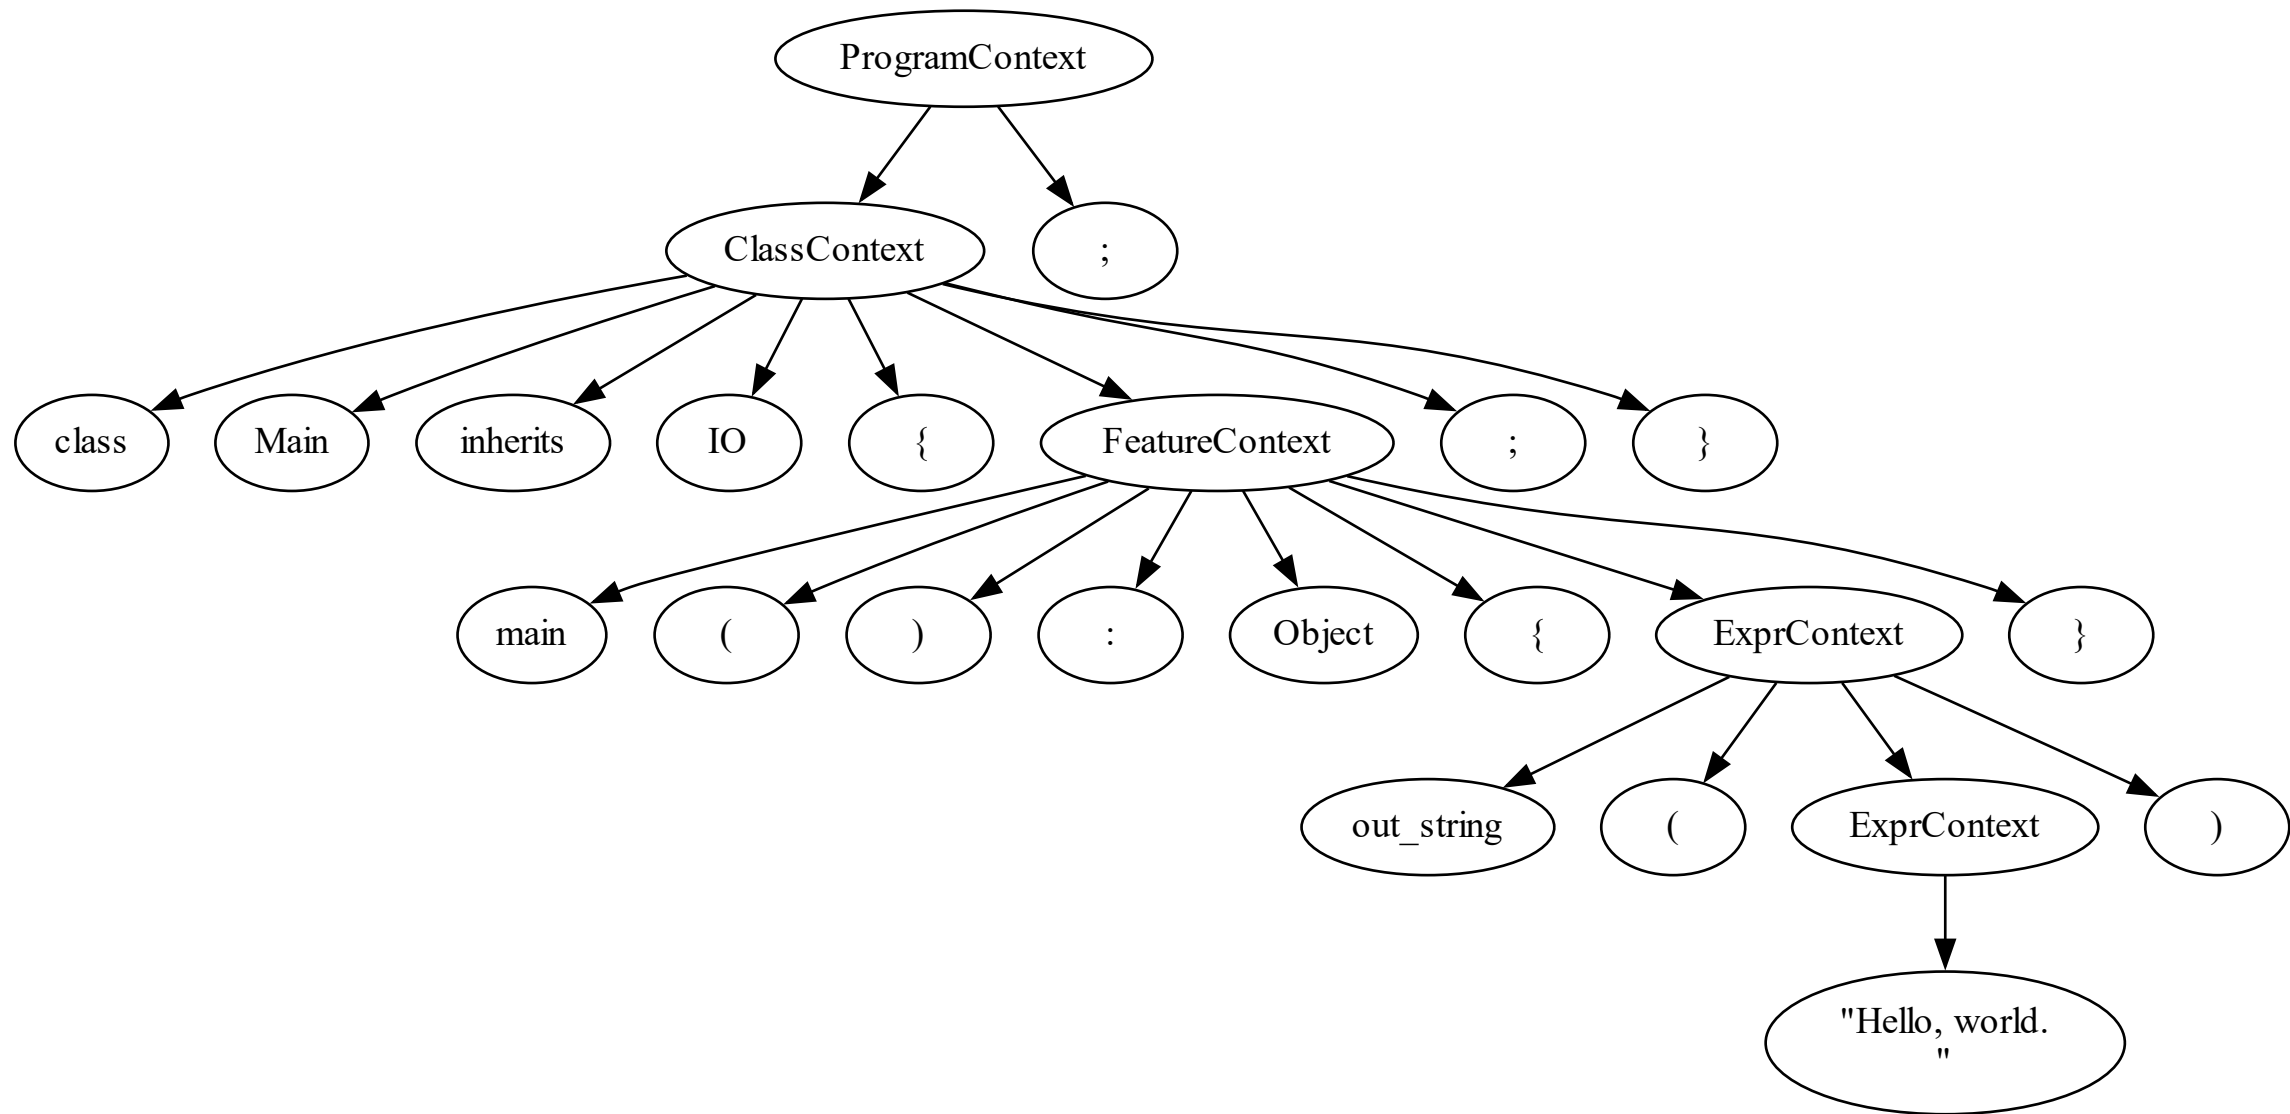 ProgramContext
ClassContext
;
class
Main
inherits
IO
{
FeatureContext
;
}
main
(
)
:
Object
{
ExprContext
}
out_string
(
ExprContext
)
"Hello, world.
"